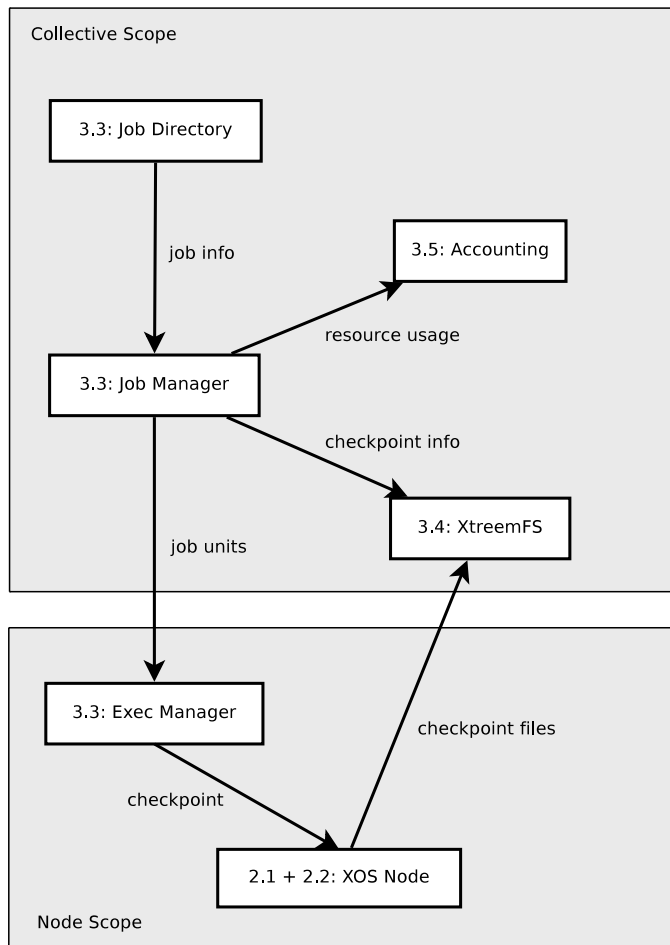 Collective Scope
3.3: Job Directory
job info
3.5: Accounting
resource usage
3.3: Job Manager
checkpoint info
3.4: XtreemFS
job units
3.3: Exec Manager
checkpoint files
checkpoint
2.1 + 2.2: XOS Node
Node Scope